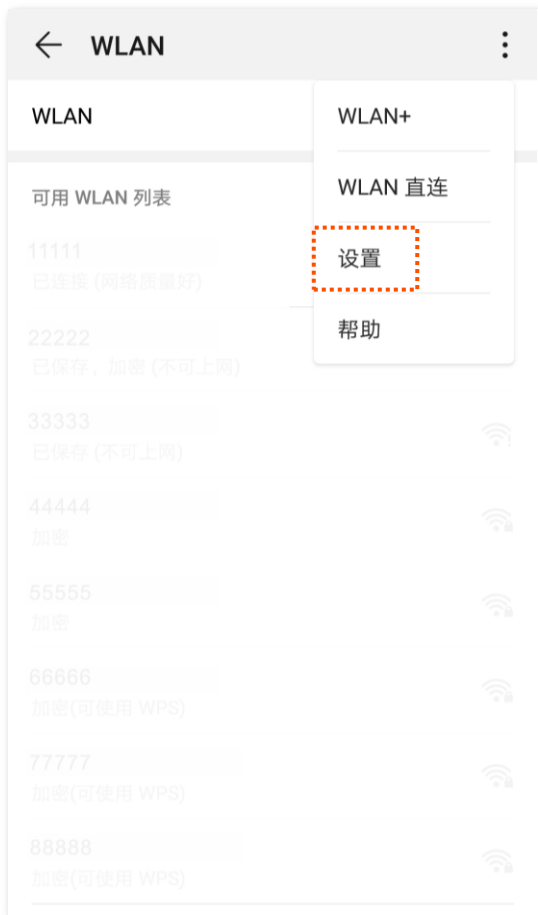 WLAN
WLAN
WLAN+
WLAN 直连
设置
帮助
可用 WLAN 列表
11111
已连接 (网络质量好)
22222
已保存，加密 (不可上网)
33333
已保存 (不可上网)
44444
加密
55555
加密
66666
加密(可使用 WPS)
77777
加密(可使用 WPS)
88888
加密(可使用 WPS)